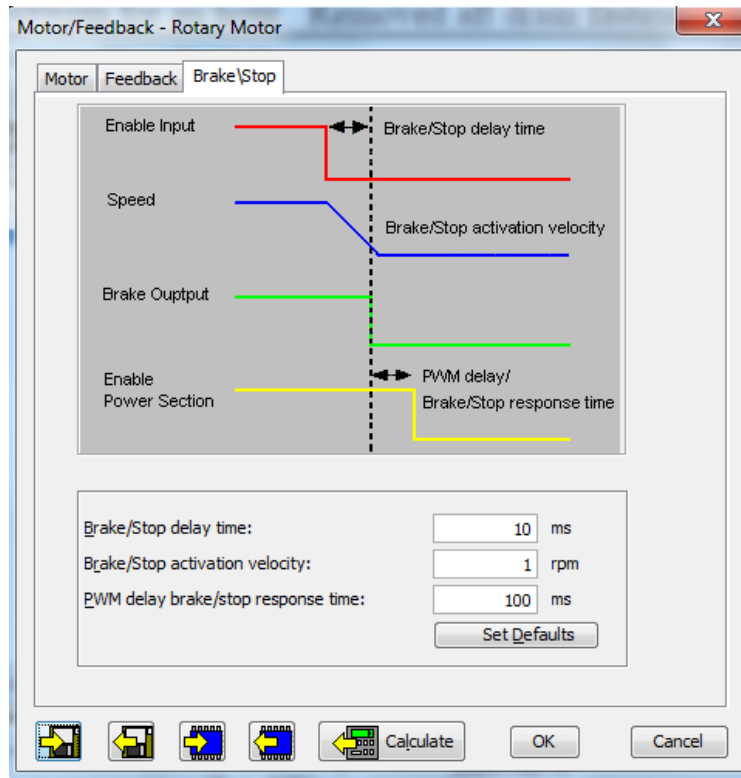 Removed all
Motor/Feedback - Rotary Motor
X
Motor
Feedback
Brake\Stop
Enable Input
Brake/Stop delay time
Speed
Brake/Stop activation velocity
Brake Ouptput
Enable
Power Section
PWM delay/
Brake/Stop response time
Brake/Stop delay time:
10 ms
Brake/Stop activation velocity:
1 rpm
PWM delay brake/stop response time:
100 ms
Set Defaults
Calculate
OK
Cancel